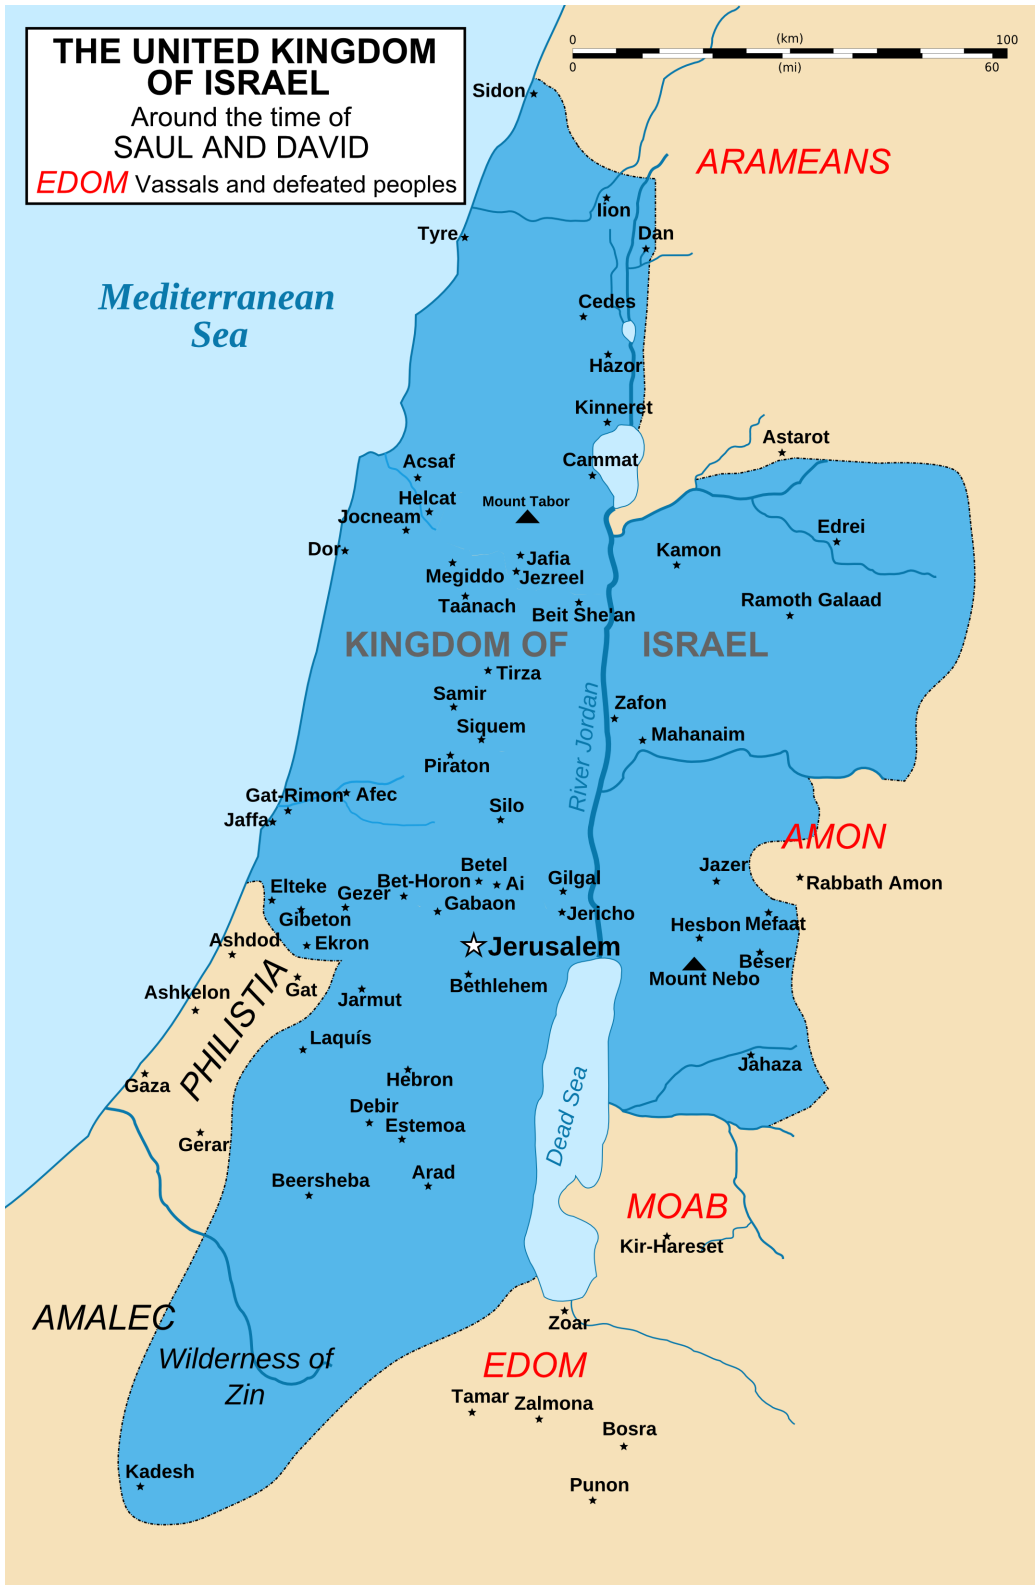 THE UNITED KINGDOM
OF ISRAEL
Around the time of
SAUL AND DAVID
EDOM Vassals and defeated peoples
0 (km) 100
0 (mi) 60
Sidon
ARAMEANS
Iion
Tyre
Dan
Mediterranean
Sea
Cedes
Hazor
Kinneret
Astarot
Acsaf
Cammat
Helcat
Mount Tabor
Jocneam
Edrei
Dor
Kamon
Jafia
Megiddo
Jezreel
Taanach
Ramoth Galaad
Beit She'an
KINGDOM OF ISRAEL
Tirza
Samir
Zafon
Siquem
Mahanaim
River Jordan
Piraton
Gat-Rimon
Afec
Silo
Jaffa
AMON
Betel
Jazer
Bet-Horon
Ai
Gilgal
Rabbath Amon
Elteke
Gezer
Gabaon
Jericho
Gibeton
Hesbon
Mefaat
Ashdod
Ekron
Jerusalem
Beser
Mount Nebo
Gat
Bethlehem
Ashkelon
Jarmut
PHILISTIA
Laquís
Jahaza
Gaza
Hebron
Debir
Dead Sea
Estemoa
Gerar
Beersheba
Arad
MOAB
Kir-Hareset
AMALEC
Zoar
Wilderness of
Zin
EDOM
Tamar
Zalmona
Bosra
Kadesh
Punon